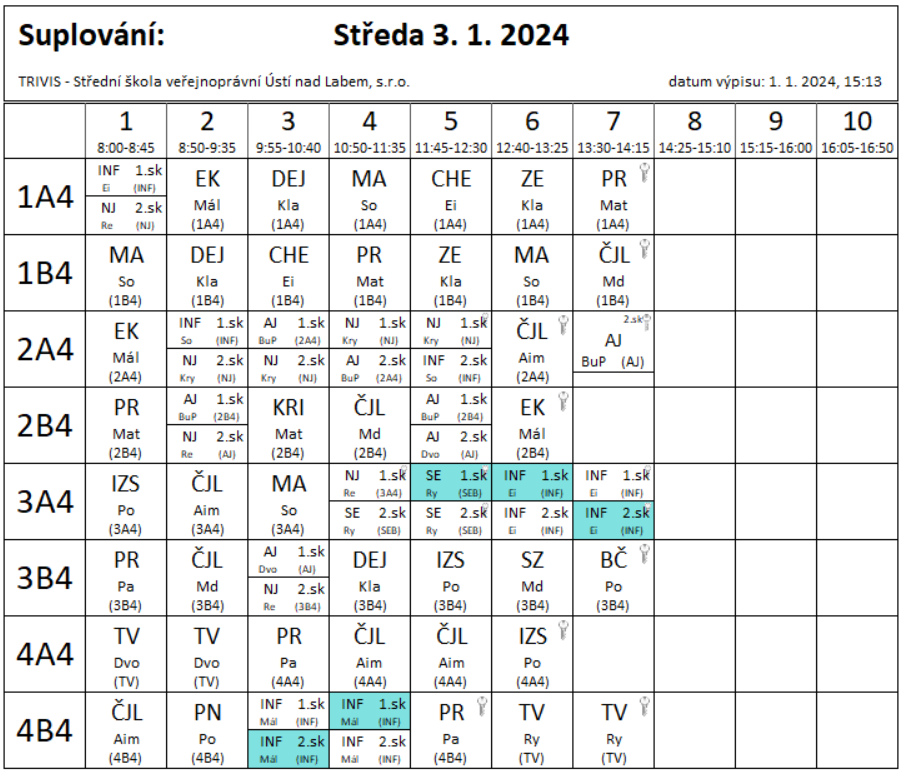 Suplování: Středa 3. 1. 2024
TRIVIS - Střední škola veřejnoprávní Ústí nad Labem, s.r.o. datum výpisu: 1. 1. 2024, 15:13
1 2 3 4 5 6 7 8 9 10
8:00-8:45 8:50-9:35 9:55-10:40 10:50-11:35 11:45-12:30 12:40-13:25 13:30-14:15 14:25-15:10 15:15-16:00 16:05-16:50
1A4
INF 1.sk
Ei (INF)
NJ 2.sk
Re (NJ)
EK
Mál
(1A4)
DEJ
Kla
(1A4)
MA
So
(1A4)
CHE
Ei
(1A4)
ZE
Kla
(1A4)
PR
Mat
(1A4)
1B4
MA
So
(1B4)
DEJ
Kla
(1B4)
CHE
Ei
(1B4)
PR
Mat
(1B4)
ZE
Kla
(1B4)
MA
So
(1B4)
ČJL
Md
(1B4)
2A4
EK
Mál
(2A4)
INF 1.sk
So (INF)
NJ 2.sk
Kry (NJ)
AJ 1.sk
BuP (2A4)
NJ 2.sk
Kry (NJ)
NJ 1.sk
Kry (NJ)
AJ 2.sk
BuP (2A4)
NJ 1.sk
Kry (NJ)
INF 2.sk
So (INF)
ČJL
Aim
(2A4)
2.sk
AJ
BuP (AJ)
2B4
PR
Mat
(2B4)
AJ 1.sk
BuP (2B4)
NJ 2.sk
Re (AJ)
KRI
Mat
(2B4)
ČJL
Md
(2B4)
AJ 1.sk
BuP (2B4)
AJ 2.sk
Dvo (AJ)
EK
Mál
(2B4)
3A4
IZS
Po
(3A4)
ČJL
Aim
(3A4)
MA
So
(3A4)
NJ 1.sk
Re (3A4)
SE 2.sk
Ry (SEB)
SE 1.sk
Ry (SEB)
SE 2.sk
Ry (SEB)
INF 1.sk
Ei (INF)
INF 2.sk
Ei (INF)
INF 1.sk
Ei (INF)
INF 2.sk
Ei (INF)
3B4
PR
Pa
(3B4)
ČJL
Md
(3B4)
AJ 1.sk
Dvo (AJ)
NJ 2.sk
Re (3B4)
DEJ
Kla
(3B4)
IZS
Po
(3B4)
SZ
Md
(3B4)
BČ
Po
(3B4)
4A4
TV
Dvo
(TV)
TV
Dvo
(TV)
PR
Pa
(4A4)
ČJL
Aim
(4A4)
ČJL
Aim
(4A4)
IZS
Po
(4A4)
4B4
ČJL
Aim
(4B4)
PN
Po
(4B4)
INF 1.sk
Mál (INF)
INF 2.sk
Mál (INF)
INF 1.sk
Mál (INF)
INF 2.sk
Mál (INF)
PR
Pa
(4B4)
TV
Ry
(TV)
TV
Ry
(TV)